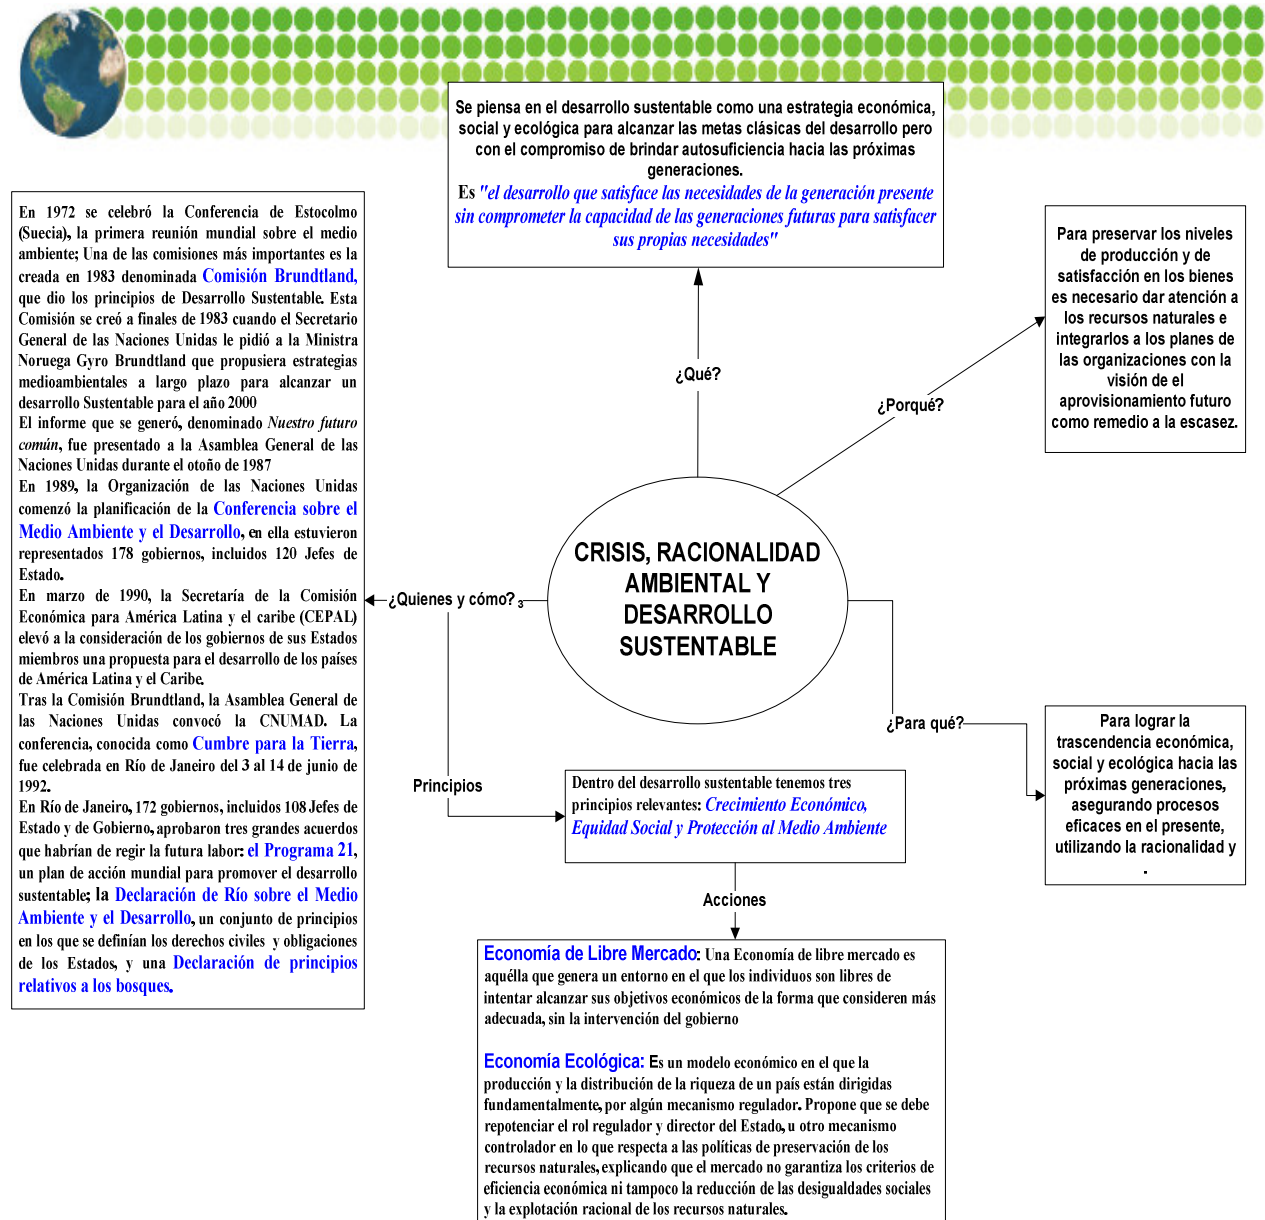 Se piensa en el desarrollo sustentable como una estrategia económica,
social y ecológica para alcanzar las metas clásicas del desarrollo pero
con el compromiso de brindar autosuficiencia hacia las próximas
generaciones.
Es "el desarrollo que satisface las necesidades de la generación presente
sin comprometer la capacidad de las generaciones futuras para satisfacer
sus propias necesidades"
En 1972 se celebró la Conferencia de Estocolmo
(Suecia), la primera reunión mundial sobre el medio
ambiente; Una de las comisiones más importantes es la
creada en 1983 denominada Comisión Brundtland,
que dio los principios de Desarrollo Sustentable. Esta
Comisión se creó a finales de 1983 cuando el Secretario
General de las Naciones Unidas le pidió a la Ministra
Noruega Gyro Brundtland que propusiera estrategias
medioambientales a largo plazo para alcanzar un
desarrollo Sustentable para el año 2000
El informe que se generó, denominado Nuestro futuro
común, fue presentado a la Asamblea General de las
Naciones Unidas durante el otoño de 1987
En 1989, la Organización de las Naciones Unidas
comenzó la planificación de la Conferencia sobre el
Medio Ambiente y el Desarrollo, en ella estuvieron
representados 178 gobiernos, incluidos 120 Jefes de
Estado.
En marzo de 1990, la Secretaría de la Comisión
Económica para América Latina y el caribe (CEPAL)
elevó a la consideración de los gobiernos de sus Estados
miembros una propuesta para el desarrollo de los países
de América Latina y el Caribe.
Tras la Comisión Brundtland, la Asamblea General de
las Naciones Unidas convocó la CNUMAD. La
conferencia, conocida como Cumbre para la Tierra,
fue celebrada en Río de Janeiro del 3 al 14 de junio de
1992.
En Río de Janeiro, 172 gobiernos, incluidos 108 Jefes de
Estado y de Gobierno, aprobaron tres grandes acuerdos
que habrían de regir la futura labor: el Programa 21,
un plan de acción mundial para promover el desarrollo
sustentable; la Declaración de Río sobre el Medio
Ambiente y el Desarrollo, un conjunto de principios
en los que se definían los derechos civiles y obligaciones
de los Estados, y una Declaración de principios
relativos a los bosques.
Para preservar los niveles
de producción y de
satisfacción en los bienes
es necesario dar atención a
los recursos naturales e
integrarlos a los planes de
las organizaciones con la
visión de el
aprovisionamiento futuro
como remedio a la escasez.
¿Qué?
¿Porqué?
CRISIS, RACIONALIDAD
AMBIENTAL Y
DESARROLLO
SUSTENTABLE
¿Quienes y cómo? 3
¿Para qué?
Para lograr la
trascendencia económica,
social y ecológica hacia las
próximas generaciones,
asegurando procesos
eficaces en el presente,
utilizando la racionalidad y
.
Principios
Dentro del desarrollo sustentable tenemos tres
principios relevantes: Crecimiento Económico,
Equidad Social y Protección al Medio Ambiente
Acciones
Economía de Libre Mercado: Una Economía de libre mercado es
aquélla que genera un entorno en el que los individuos son libres de
intentar alcanzar sus objetivos económicos de la forma que consideren más
adecuada, sin la intervención del gobierno
Economía Ecológica: Es un modelo económico en el que la
producción y la distribución de la riqueza de un país están dirigidas
fundamentalmente, por algún mecanismo regulador. Propone que se debe
repotenciar el rol regulador y director del Estado, u otro mecanismo
controlador en lo que respecta a las políticas de preservación de los
recursos naturales, explicando que el mercado no garantiza los criterios de
eficiencia económica ni tampoco la reducción de las desigualdades sociales
y la explotación racional de los recursos naturales.